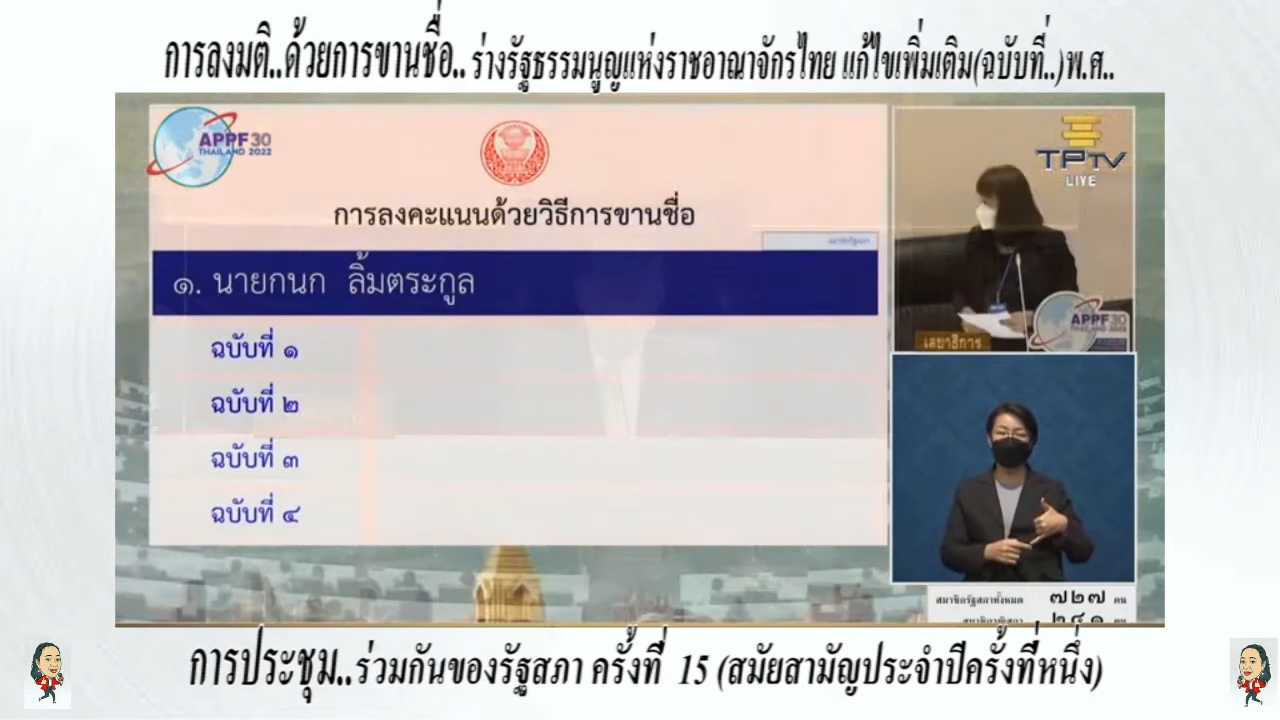 การลงมติ..ด้วยการขานชื่อ.. ร่างรัฐธรรมนูญแห่งราชอาณาจักรไทย แก้ไขเพิ่มเติม(ฉบับที่..)พ.ศ..
APPF30
THAILAND 2022
TPTV
LIVE
การลงคะแนนด้วยวิธีการขานชื่อ
๑. นายกนก ลิ้มตระกูล
ฉบับที่ ๑
ฉบับที่ ๒
ฉบับที่ ๓
ฉบับที่ ๔
APPF30
เลขาธิการ
สมาชิกรัฐสภาทั้งหมด ๗๒๗ คน
การประชุม..ร่วมกันของรัฐสภา ครั้งที่ 15 (สมัยสามัญประจำปีครั้งที่หนึ่ง)